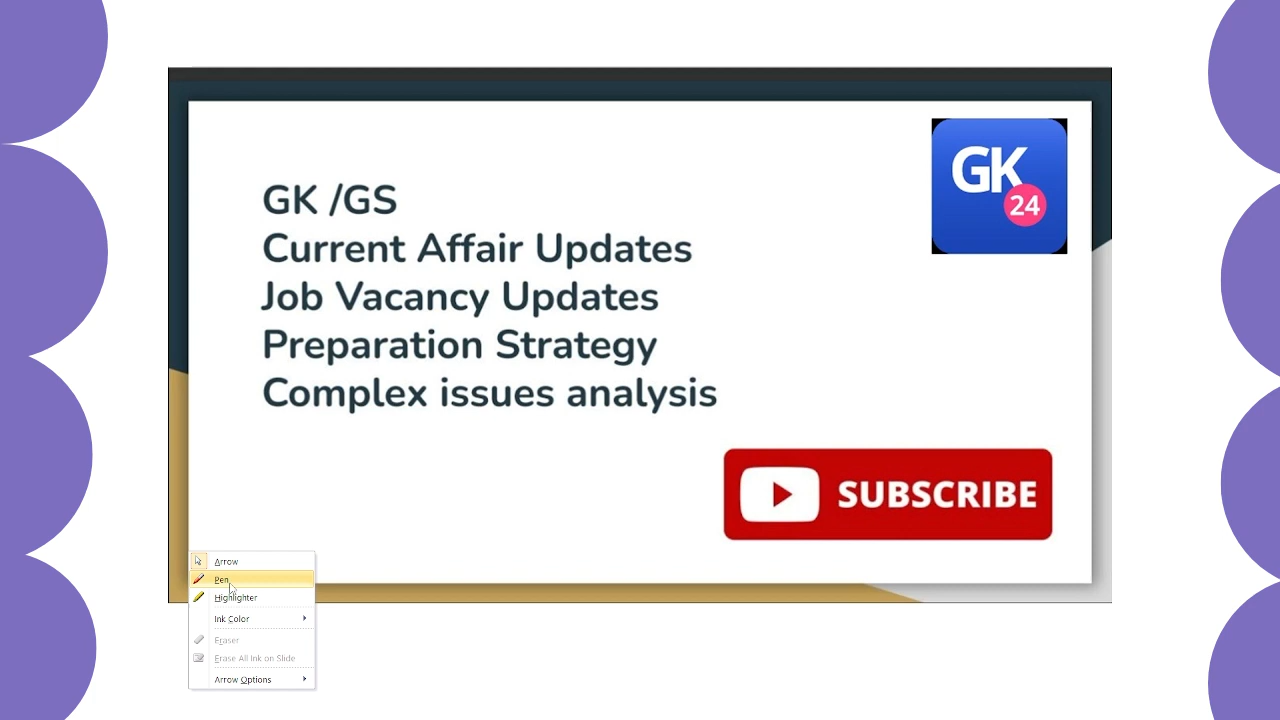 GK
24
GK /GS
Current Affair Updates
Job Vacancy Updates
Preparation Strategy
Complex issues analysis
SUBSCRIBE
Arrow
Pen
Highlighter
Ink Color
Eraser
Erase All Ink on Slide
Arrow Options